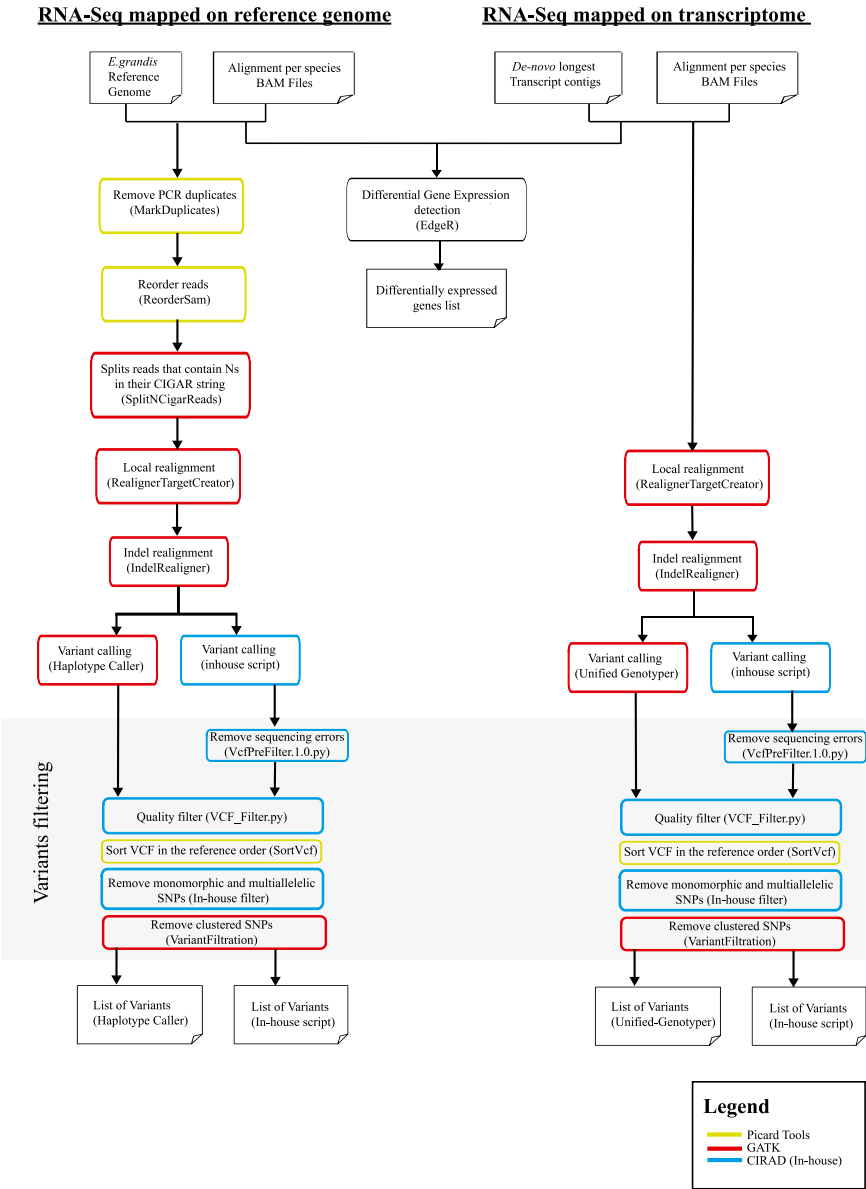 RNA-Seq mapped on reference genome
RNA-Seq mapped on transcriptome
E.grandis
Reference
Genome
Alignment per species
BAM Files
De-novo longest
Transcript contigs
Alignment per species
BAM Files
Remove PCR duplicates
(MarkDuplicates)
Differential Gene Expression
detection
(EdgeR)
Reorder reads
(ReorderSam)
Differentially expressed
genes list
Splits reads that contain Ns
in their CIGAR string
(SplitNCigarReads)
Local realignment
(RealignerTargetCreator)
Local realignment
(RealignerTargetCreator)
Indel realignment
(IndelRealigner)
Indel realignment
(IndelRealigner)
Variant calling
(Haplotype Caller)
Variant calling
(inhouse script)
Variant calling
(Unified Genotyper)
Variant calling
(inhouse script)
Variants filtering
Remove sequencing errors
(VcfPreFilter.1.0.py)
Remove sequencing errors
(VcfPreFilter.1.0.py)
Quality filter (VCF_Filter.py)
Quality filter (VCF_Filter.py)
Sort VCF in the reference order (SortVcf)
Sort VCF in the reference order (SortVcf)
Remove monomorphic and multiallelic
SNPs (In-house filter)
Remove monomorphic and multiallelic
SNPs (In-house filter)
Remove clustered SNPs
(VariantFiltration)
Remove clustered SNPs
(VariantFiltration)
List of Variants
(Haplotype Caller)
List of Variants
(In-house script)
List of Variants
(Unified-Genotyper)
List of Variants
(In-house script)
Legend
Picard Tools
GATK
CIRAD (In-house)